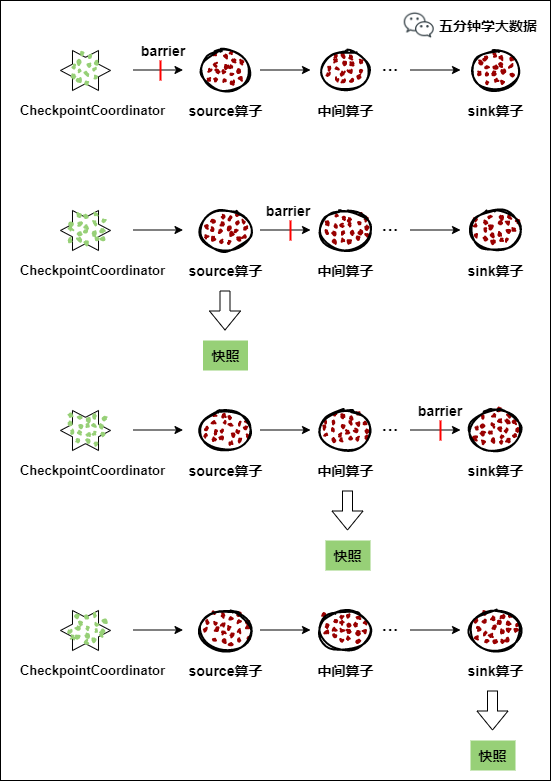 五分钟学大数据
barrier
CheckpointCoordinator
source算子
中间算子
...
sink算子
barrier
CheckpointCoordinator
source算子
中间算子
...
sink算子
快照
barrier
CheckpointCoordinator
source算子
中间算子
...
sink算子
快照
CheckpointCoordinator
source算子
中间算子
...
sink算子
快照